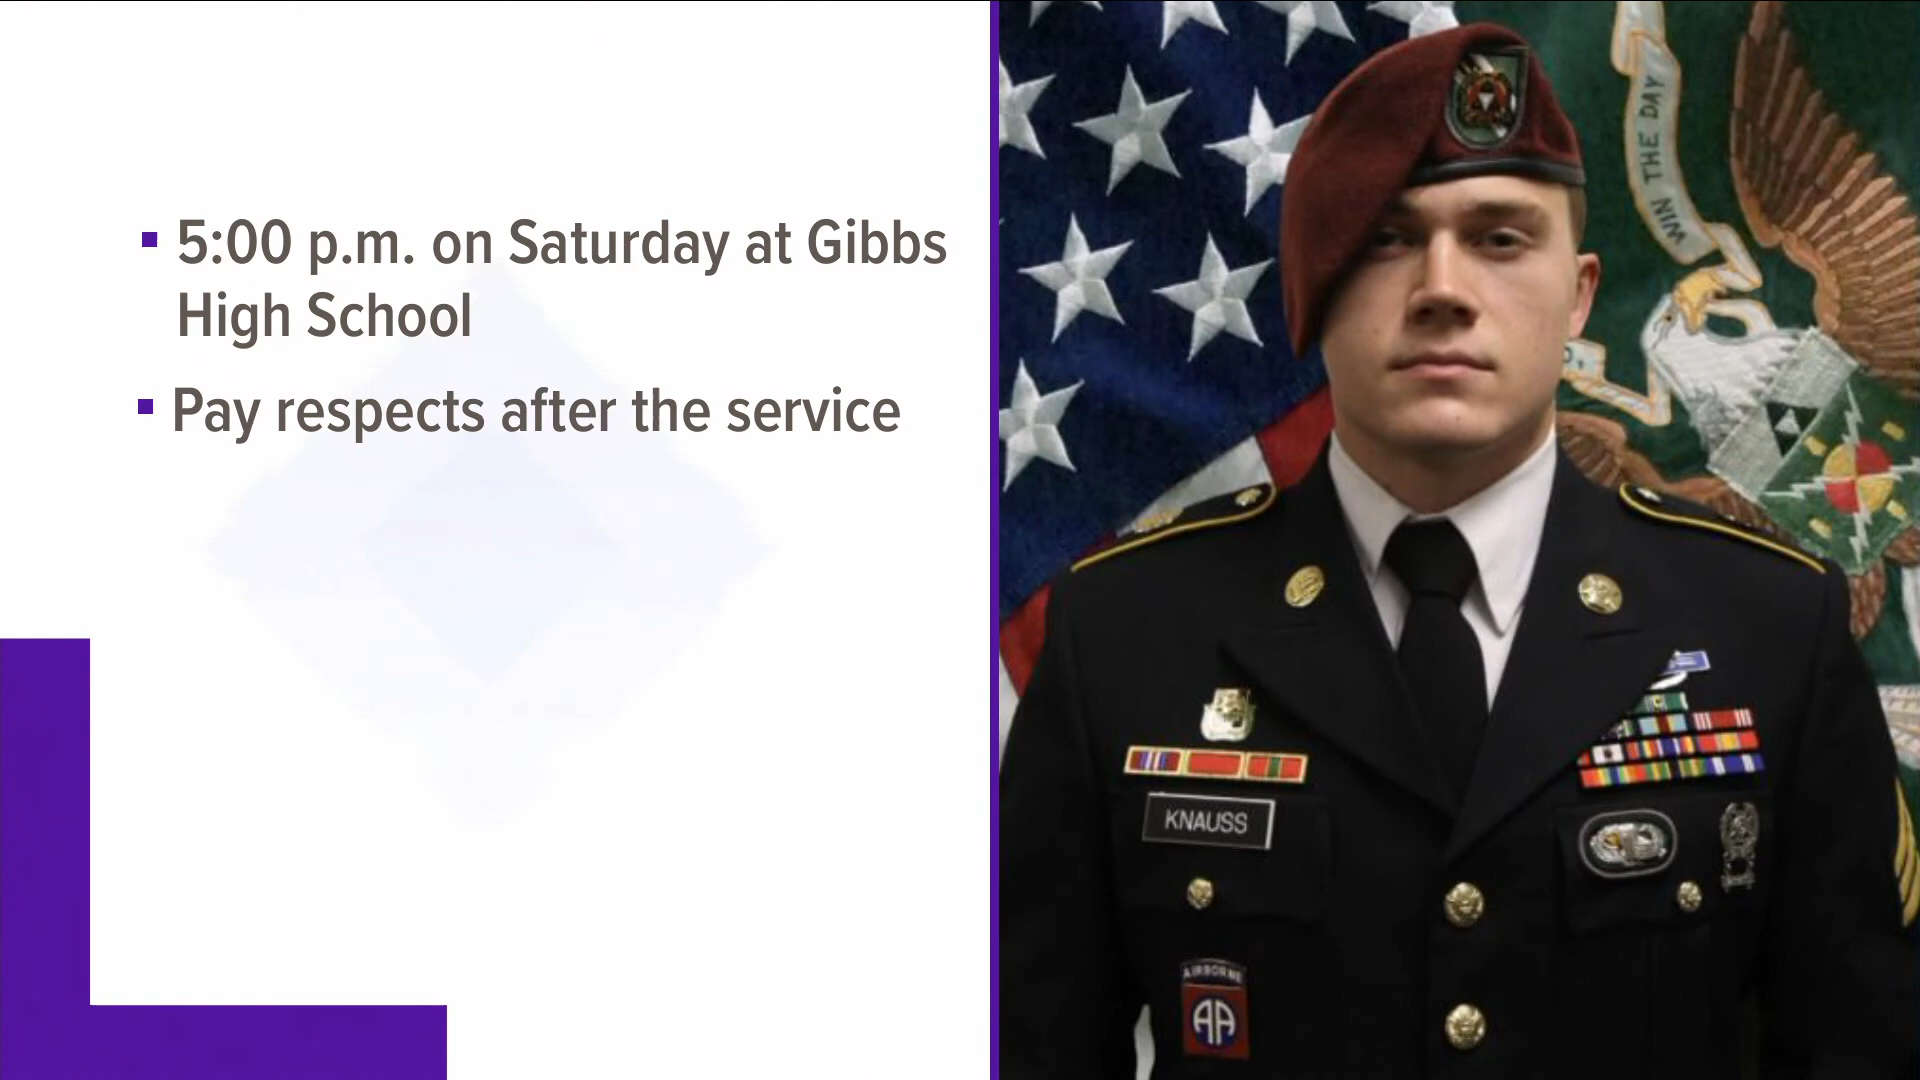 5:00 p.m. on Saturday at Gibbs
High School
Pay respects after the service
WIN THE DAY
KNAUSS
AIRBORNE
AA